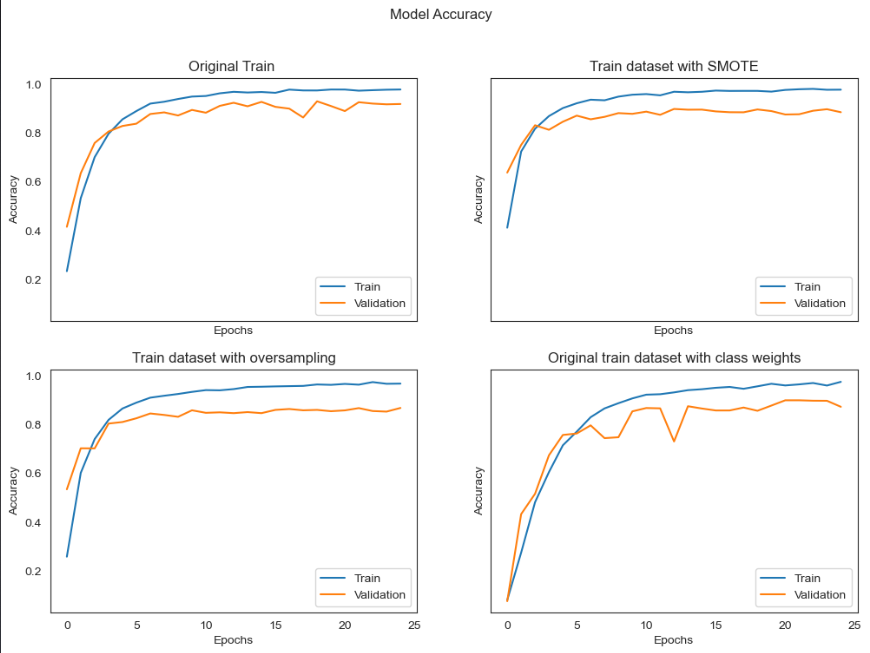 Model Accuracy
Original Train
1.0
0.8
0.6
0.4
0.2
Accuracy
Train
Validation
Epochs
Train dataset with SMOTE
Accuracy
Train
Validation
Epochs
Train dataset with oversampling
1.0
0.8
0.6
0.4
0.2
Accuracy
Train
Validation
0 5 10 15 20 25
Epochs
Original train dataset with class weights
Accuracy
Train
Validation
0 5 10 15 20 25
Epochs